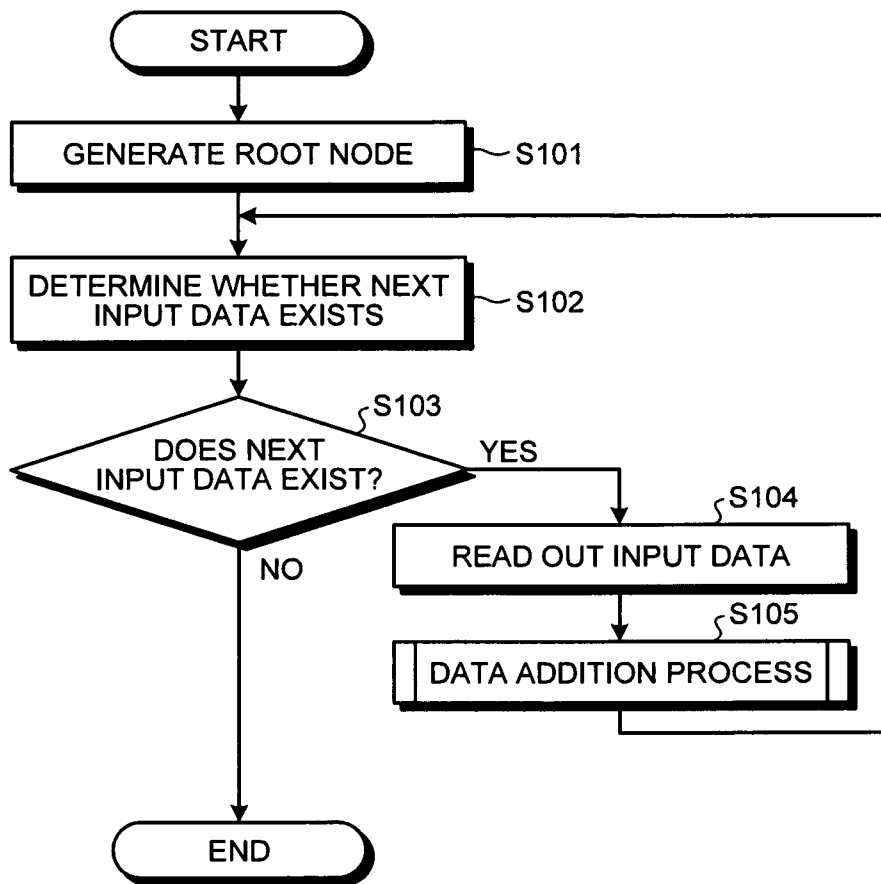 START
GENERATE ROOT NODE
S101
DETERMINE WHETHER NEXT
INPUT DATA EXISTS
S102
S103
DOES NEXT
INPUT DATA EXIST?
YES
NO
S104
READ OUT INPUT DATA
S105
DATA ADDITION PROCESS
END